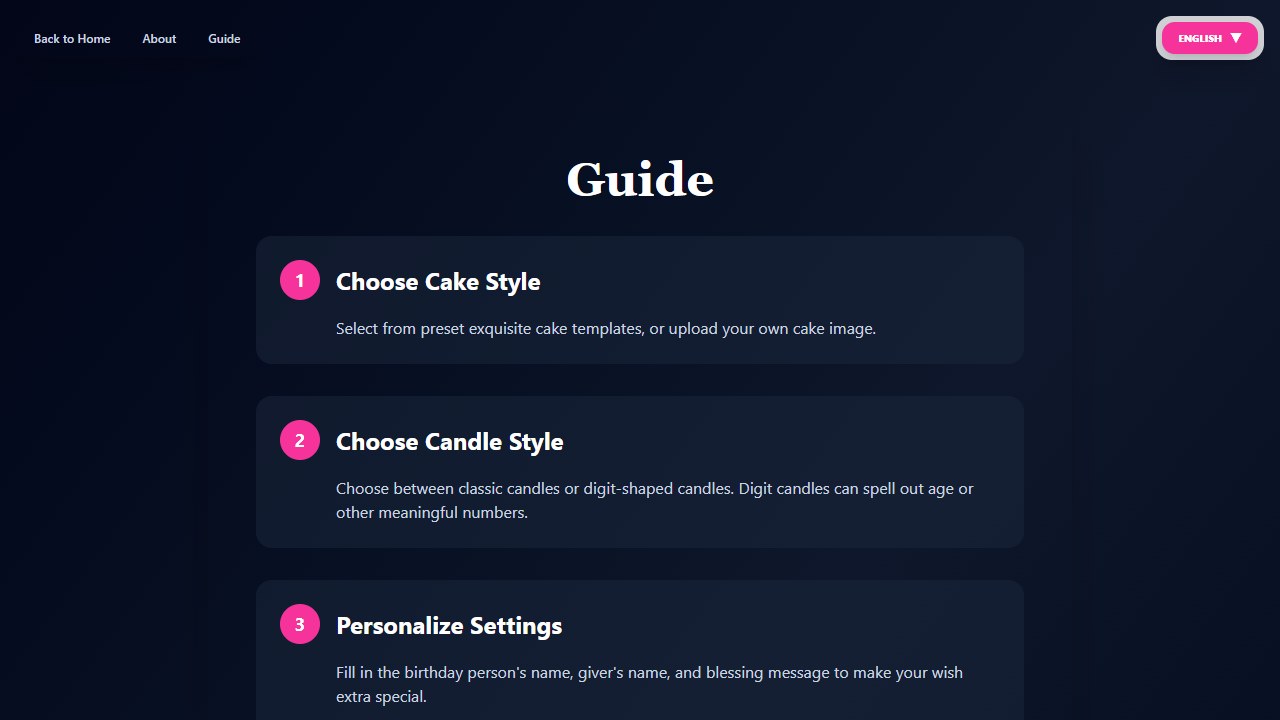 Back to Home
About
Guide
ENGLISH ▼
Guide
1
Choose Cake Style
Select from preset exquisite cake templates, or upload your own cake image.
2
Choose Candle Style
Choose between classic candles or digit-shaped candles. Digit candles can spell out age or
other meaningful numbers.
3
Personalize Settings
Fill in the birthday person's name, giver's name, and blessing message to make your wish
extra special.